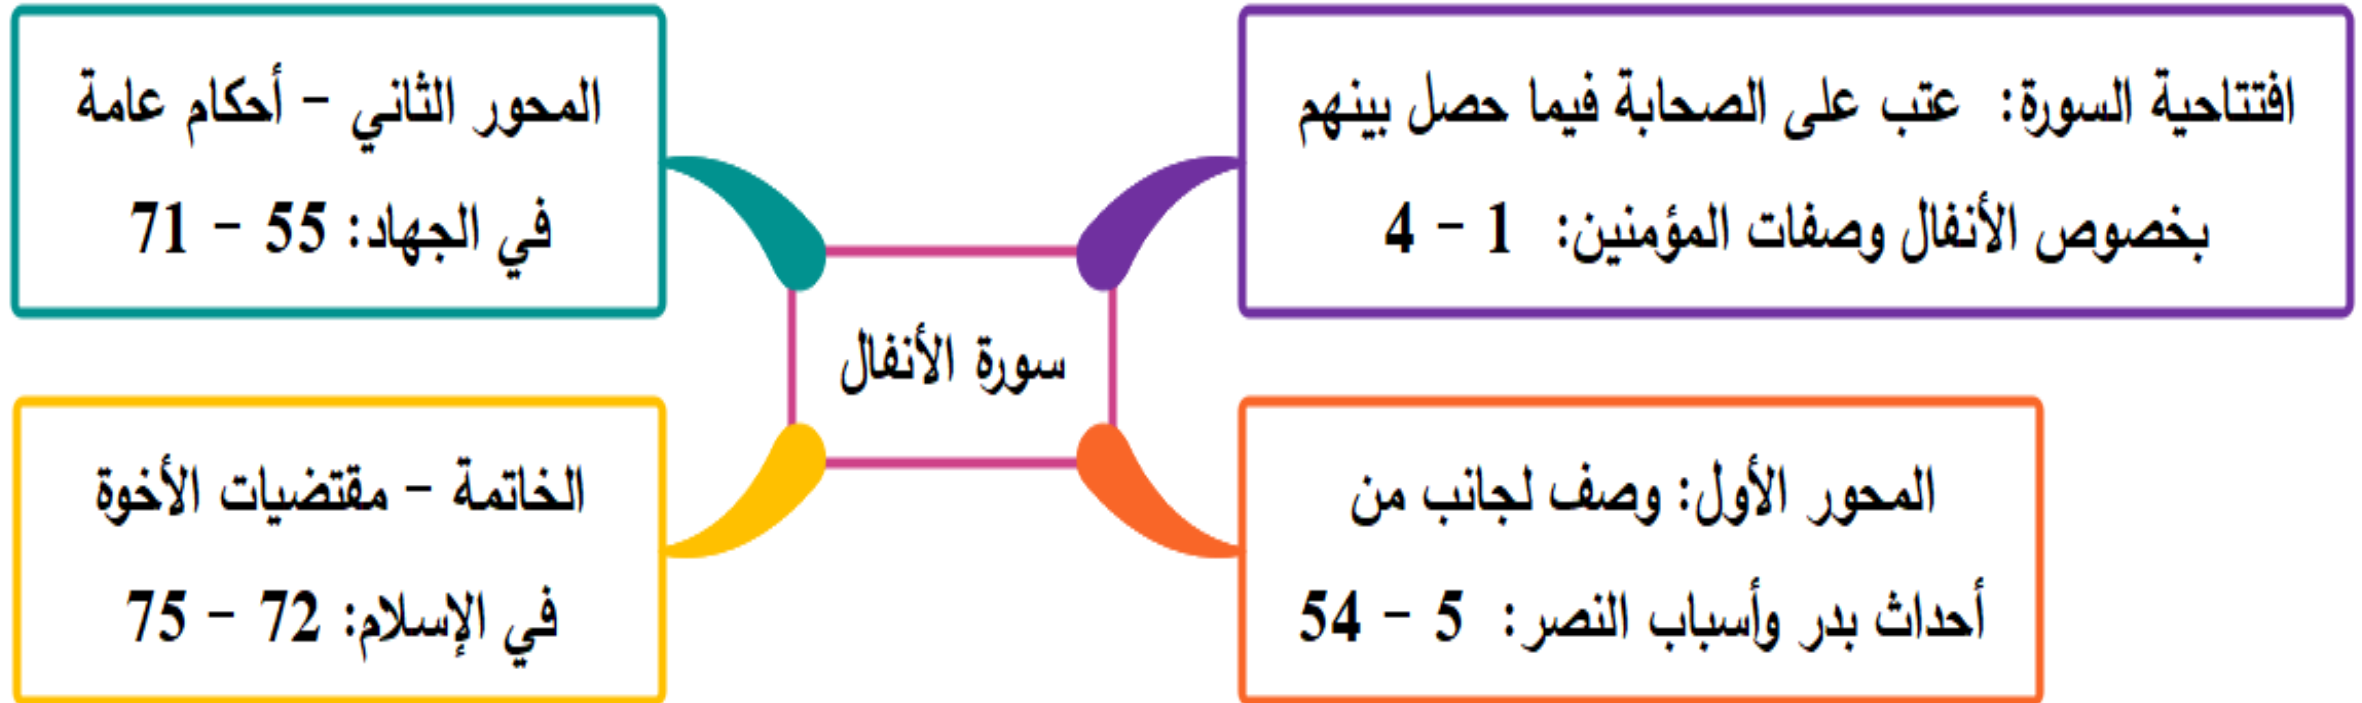 سورة الأنفال
افتتاحية السورة: عتب على الصحابة فيما حصل بينهم
بخصوص الأنفال وصفات المؤمنين: 1 - 4
المحور الأول: وصف لجانب من
أحداث بدر وأسباب النصر: 5 - 54
المحور الثاني - أحكام عامة
في الجهاد: 55 - 71
الخاتمة - مقتضيات الأخوة
في الإسلام: 72 - 75